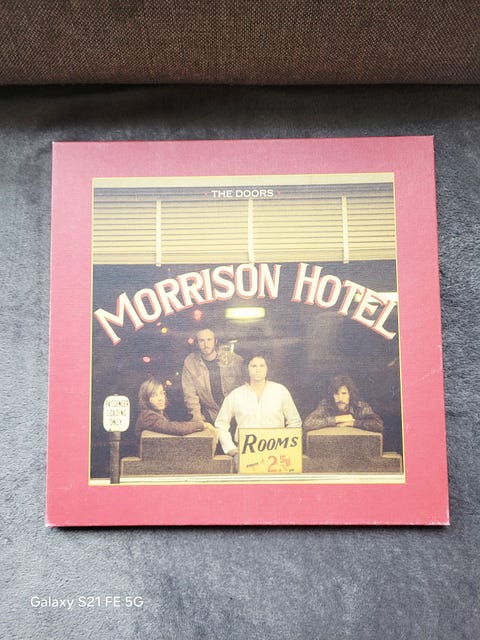 THE DOORS
MORRISON HOTEL
PASSENGER
LOADING
ONLY
ROOMS
2.50
Galaxy S21 FE 5G